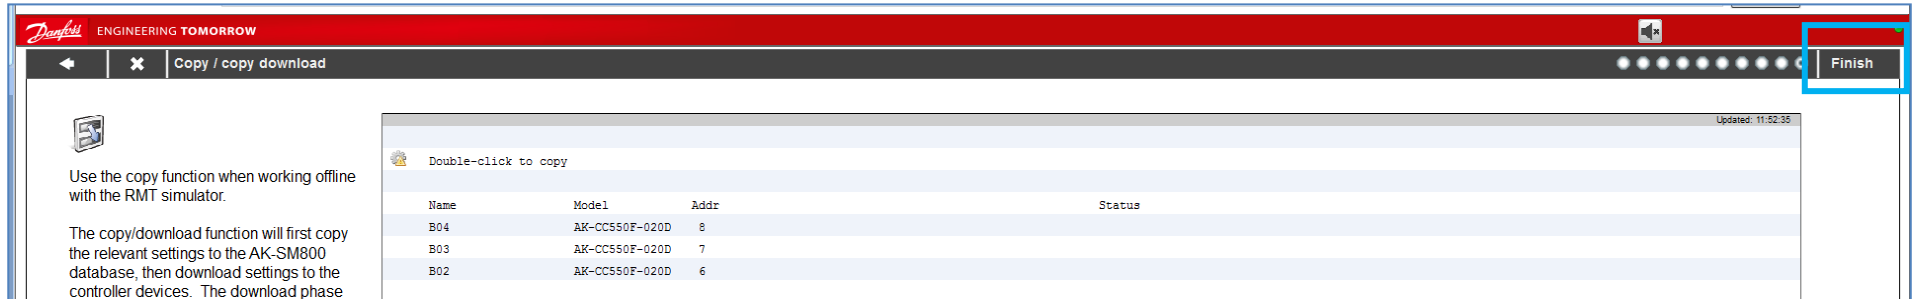 Danfoss ENGINEERING TOMORROW
Copy / copy download
Finish
Updated: 11:52:35
Double-click to copy
Use the copy function when working offline
with the RMT simulator.
The copy/download function will first copy
the relevant settings to the AK-SM800
database, then download settings to the
controller devices. The download phase
Name Model Addr Status
B04 AK-CC550F-020D 8
B03 AK-CC550F-020D 7
B02 AK-CC550F-020D 6